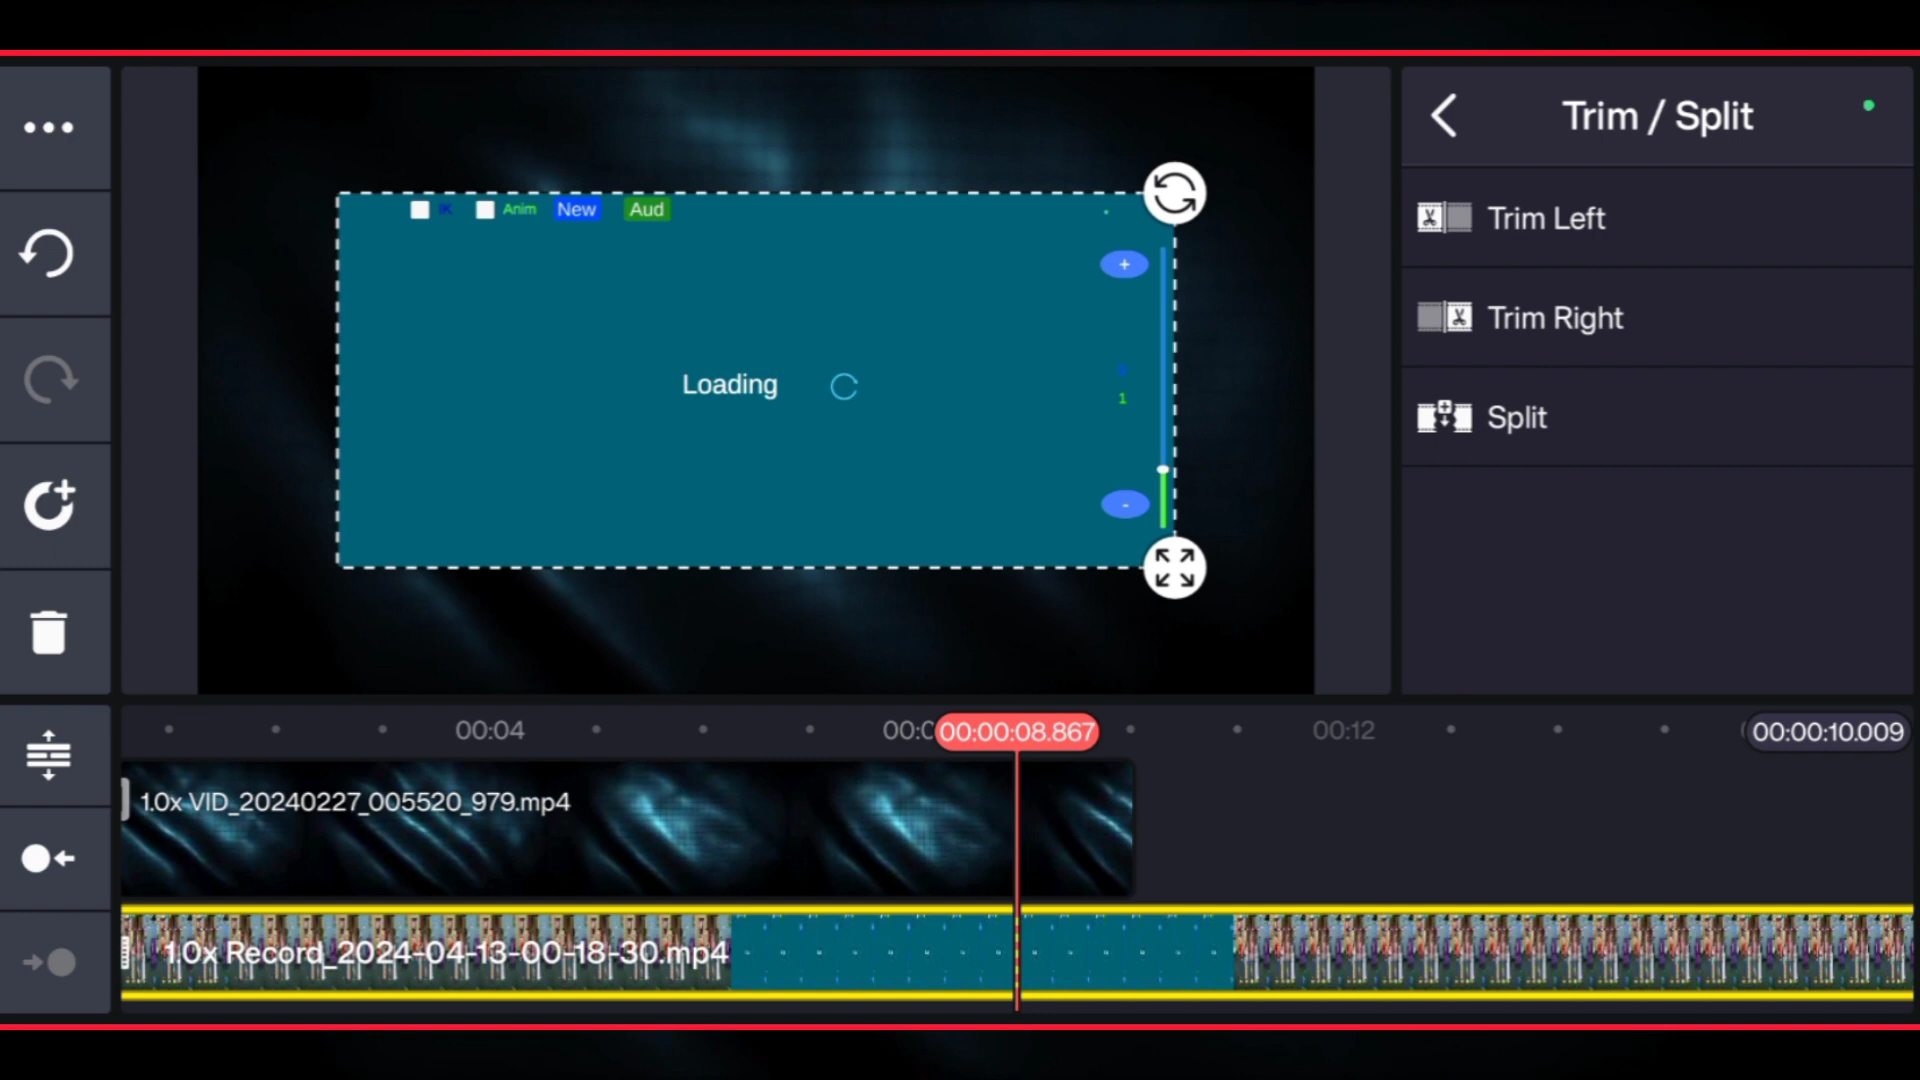 Trim / Split
IK Anim New Aud
Trim Left
+
Trim Right
Loading
1
Split
-
00:04 00:0 00:00:08.867 00:12 00:00:10.009
1.0x VID_20240227_005520_979.mp4
1.0x Record_2024-04-13-00-18-30.mp4